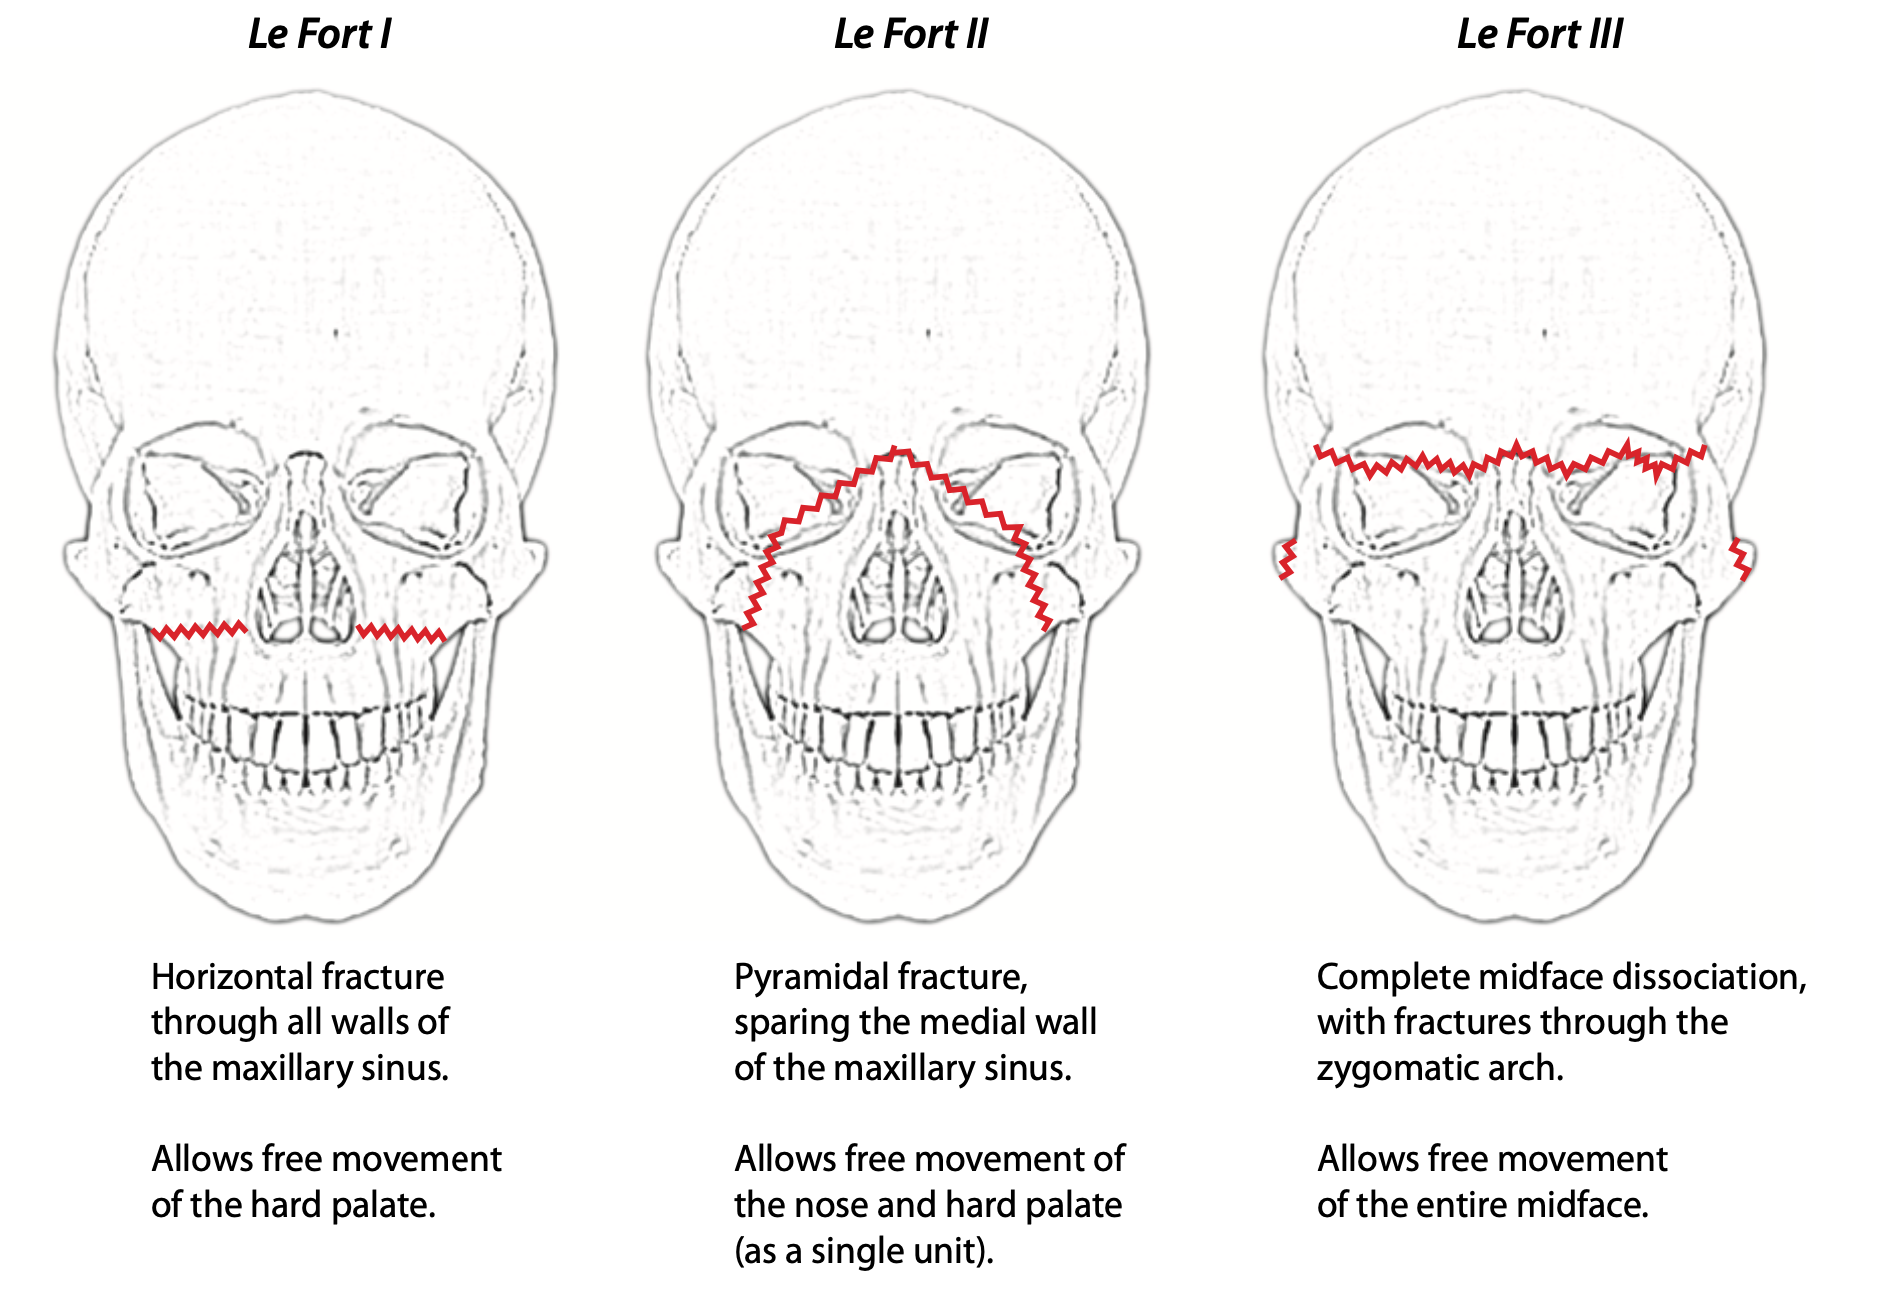 Le Fort I
Le Fort II
Le Fort III
Horizontal fracture
through all walls of
the maxillary sinus.
Allows free movement
of the hard palate.
Pyramidal fracture,
sparing the medial wall
of the maxillary sinus.
Allows free movement of
the nose and hard palate
(as a single unit).
Complete midface dissociation,
with fractures through the
zygomatic arch.
Allows free movement
of the entire midface.